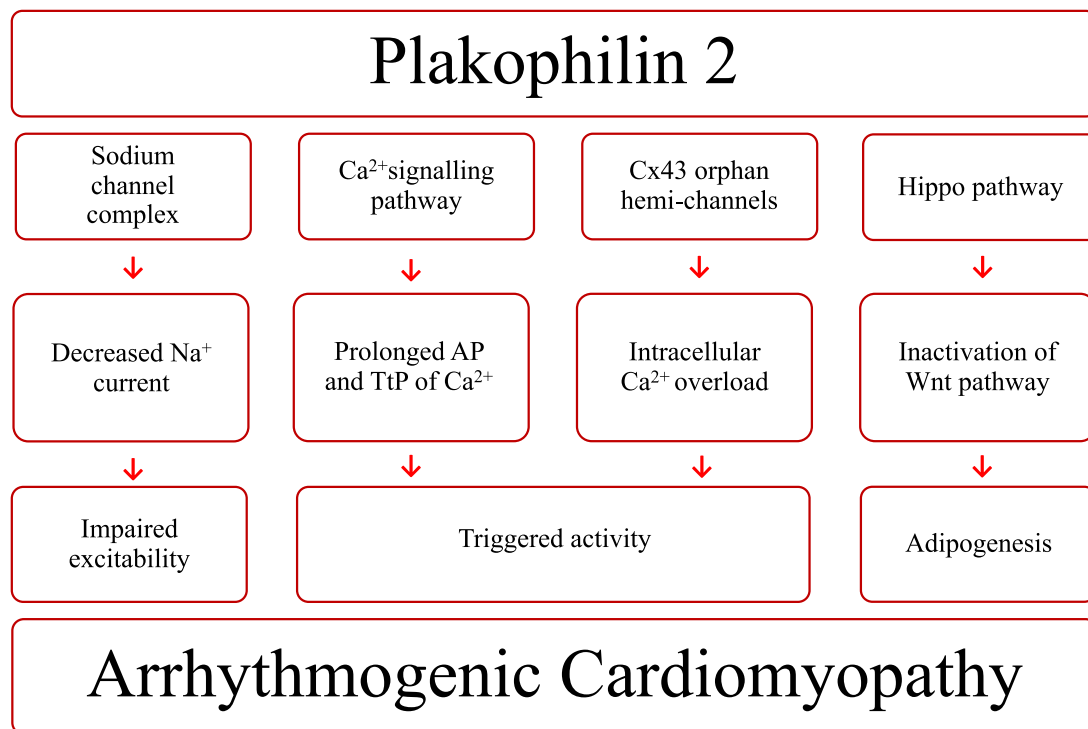 Plakophilin 2
Sodium
channel
complex
Ca²⁺signalling
pathway
Cx43 orphan
hemi-channels
Hippo pathway
Decreased Na⁺
current
Prolonged AP
and TtP of Ca²⁺
Intracellular
Ca²⁺ overload
Inactivation of
Wnt pathway
Impaired
excitability
Triggered activity
Adipogenesis
Arrhythmogenic Cardiomyopathy